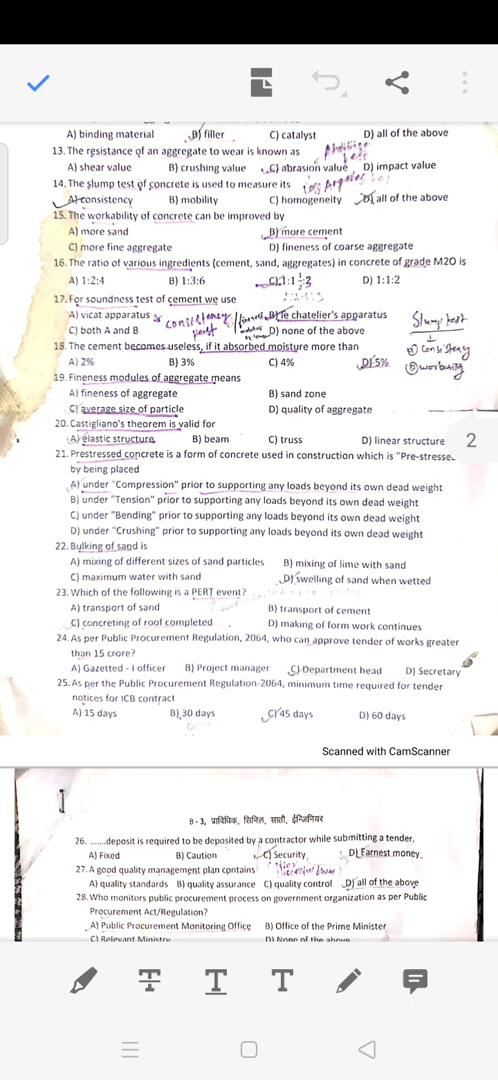 A) binding material B) filler C) catalyst D) all of the above
13. The resistance of an aggregate to wear is known as
A) shear value B) crushing value C) abrasion value D) impact value
14. The slump test of concrete is used to measure its Los Angeles
A) consistency B) mobility C) homogeneity D) all of the above
15. The workability of concrete can be improved by
A) more sand B) more cement
C) more fine aggregate D) fineness of coarse aggregate
16. The ratio of various ingredients (cement, sand, aggregates) in concrete of grade M20 is
A) 1:2:4 B) 1:3:6 C) 1:1 1/2:3 D) 1:1:2
17. For soundness test of cement we use
A) vicat apparatus consistency B) le chatelier's apparatus Slump test
C) both A and B D) none of the above
18. The cement becomes useless, if it absorbed moisture more than consistency
A) 2% B) 3% C) 4% D) 5%
19. Fineness modules of aggregate means
A) fineness of aggregate B) sand zone
C) average size of particle D) quality of aggregate
20. Castigliano's theorem is valid for
A) elastic structure B) beam C) truss D) linear structure
2
21. Prestressed concrete is a form of concrete used in construction which is "Pre-stresse
by being placed
A) under "Compression" prior to supporting any loads beyond its own dead weight
B) under "Tension" prior to supporting any loads beyond its own dead weight
C) under "Bending" prior to supporting any loads beyond its own dead weight
D) under "Crushing" prior to supporting any loads beyond its own dead weight
22. Bulking of sand is
A) mixing of different sizes of sand particles B) mixing of lime with sand
C) maximum water with sand D) swelling of sand when wetted
23. Which of the following is a PERT event?
A) transport of sand B) transport of cement
C) concreting of roof completed D) making of form work continues
24. As per Public Procurement Regulation, 2064, who can approve tender of works greater
than 15 crore?
A) Gazetted - I officer B) Project manager C) Department head D) Secretary
25. As per the Public Procurement Regulation-2064, minimum time required for tender
notices for ICB contract
A) 15 days B) 30 days C) 45 days D) 60 days
Scanned with CamScanner
B - 3, प्राविधिक, सिभिल, सातौ, ईन्जिनियर
26. .......deposit is required to be deposited by a contractor while submitting a tender.
A) Fixed B) Caution C) Security D) Earnest money
27. A good quality management plan contains
A) quality standards B) quality assurance C) quality control D) all of the above
28. Who monitors public procurement process on government organization as per Public
Procurement Act/Regulation?
A) Public Procurement Monitoring Office B) Office of the Prime Minister
C) Relevant Ministry D) None of the above